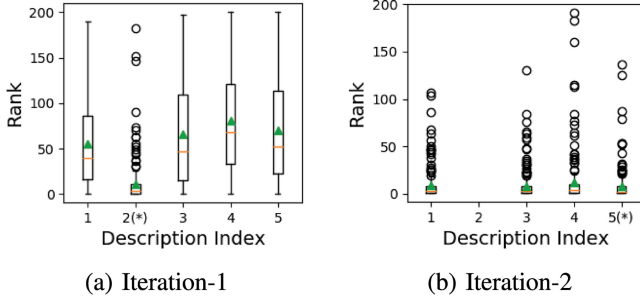 200
150
100
50
0
Rank
1 2(*) 3 4 5
Description Index
(a) Iteration-1
200
150
100
50
0
Rank
1 2 3 4 5(*)
Description Index
(b) Iteration-2